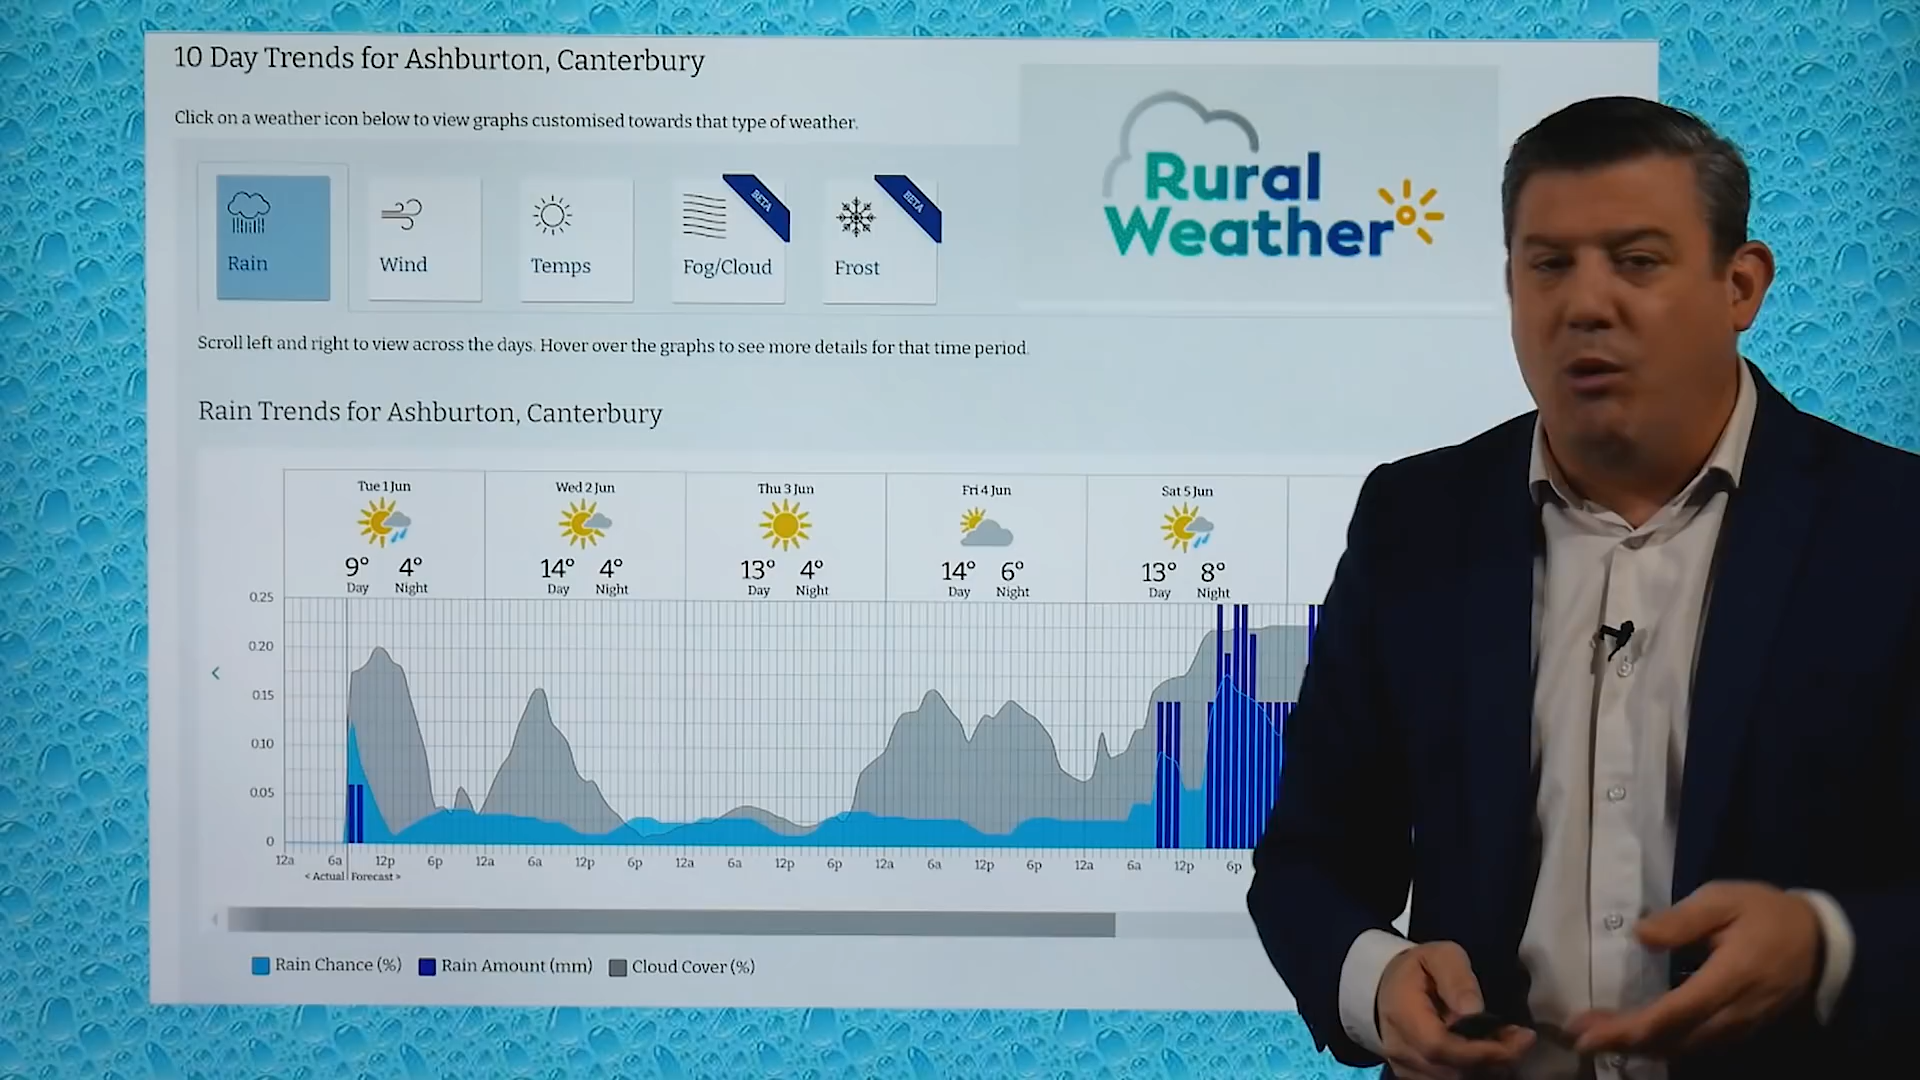 10 Day Trends for Ashburton, Canterbury
Click on a weather icon below to view graphs customised towards that type of weather.
Rural
Weather
Rain
Wind
Temps
BETA
Fog/Cloud
BETA
Frost
Scroll left and right to view across the days. Hover over the graphs to see more details for that time period.
Rain Trends for Ashburton, Canterbury
Tue 1 Jun
Wed 2 Jun
Thu 3 Jun
Fri 4 Jun
Sat 5 Jun
9° 4°
14° 4°
13° 4°
14° 6°
13° 8°
Day Night
Day Night
Day Night
Day Night
Day Night
0.25
0.20
0.15
0.10
0.05
0
12a 6a 12p 6p 12a 6a 12p 6p 12a 6a 12p 6p 12a 6a 12p 6p 12a 6a 12p 6p
< Actual Forecast >
Rain Chance (%) Rain Amount (mm) Cloud Cover (%)